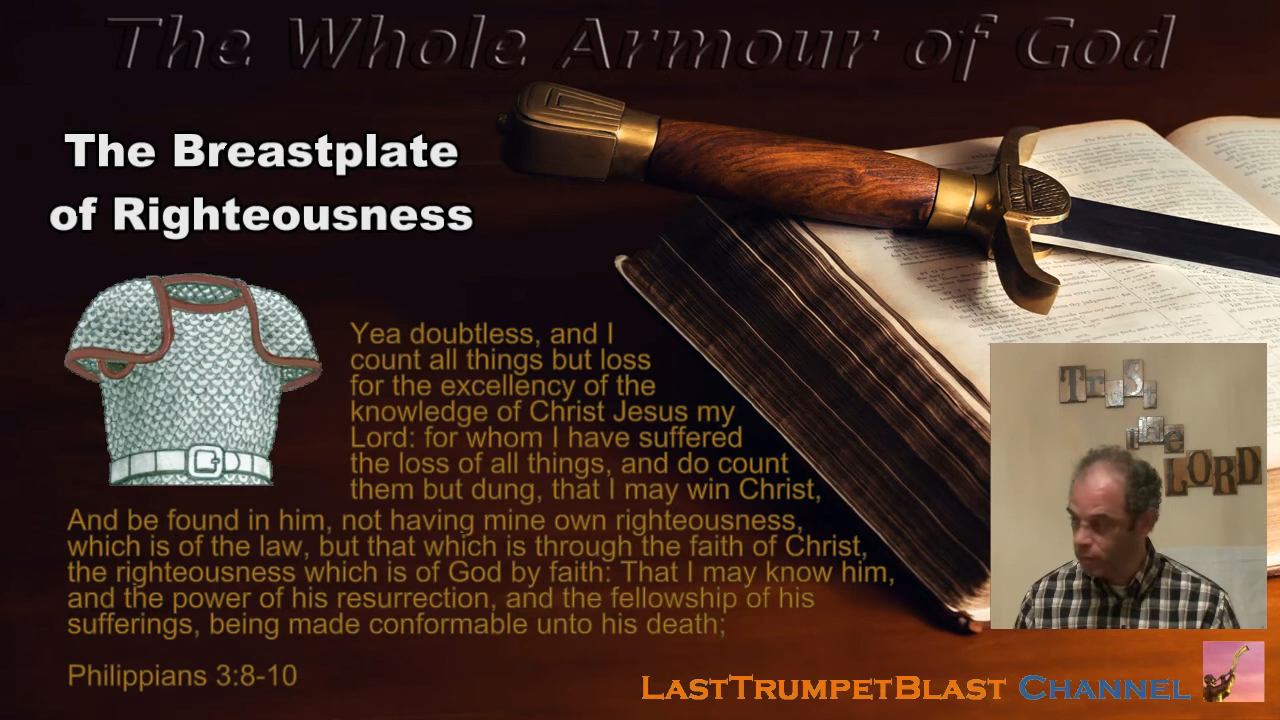 The Whole Armour of God
The Breastplate
of Righteousness
Yea doubtless, and I
count all things but loss
for the excellency of the
knowledge of Christ Jesus my
Lord: for whom I have suffered
the loss of all things, and do count
them but dung, that I may win Christ,
And be found in him, not having mine own righteousness,
which is of the law, but that which is through the faith of Christ,
the righteousness which is of God by faith: That I may know him,
and the power of his resurrection, and the fellowship of his
sufferings, being made conformable unto his death;
Philippians 3:8-10
the
LORD
LastTrumpetBlast Channel